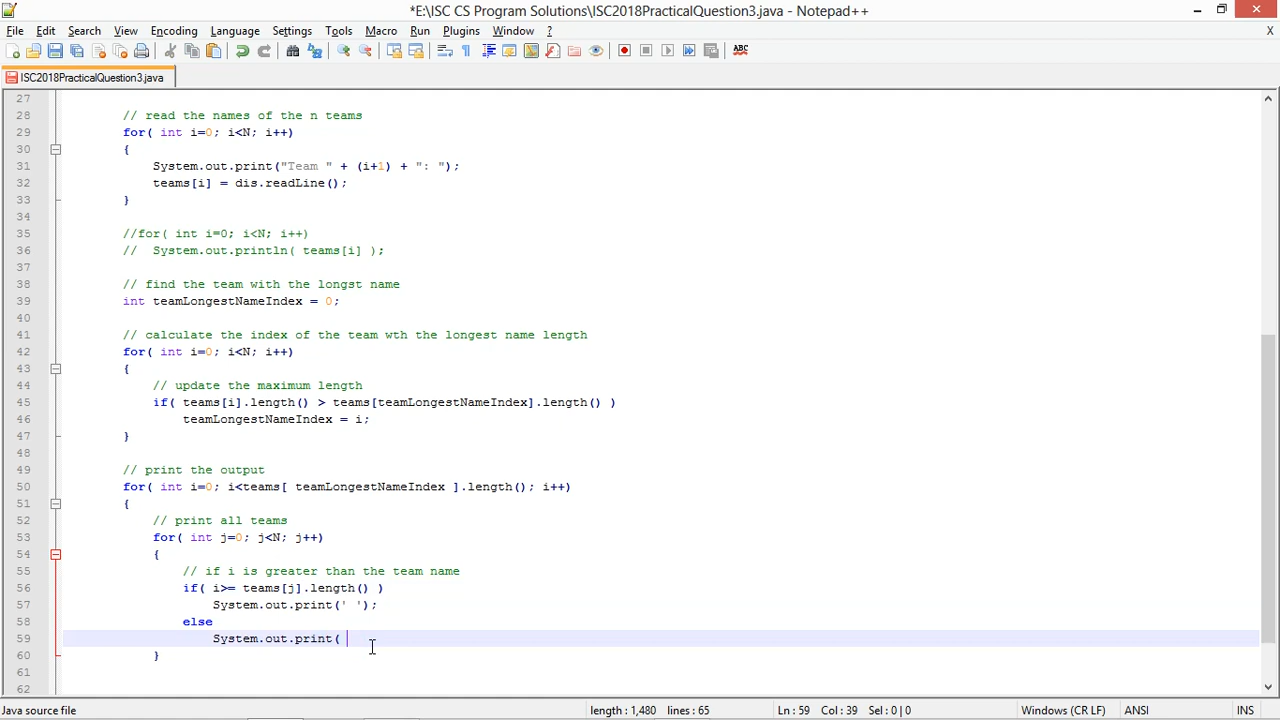 *E:\ISC CS Program Solutions\ISC2018PracticalQuestion3.java - Notepad++
File Edit Search View Encoding Language Settings Tools Macro Run Plugins Window ? X
ABC
ISC2018PracticalQuestion3.java
27
28 // read the names of the n teams
29 for( int i=0; i<N; i++)
30 {
31 System.out.print("Team " + (i+1) + ": ");
32 teams[i] = dis.readLine();
33 }
34
35 //for( int i=0; i<N; i++)
36 //  System.out.println( teams[i] );
37
38 // find the team with the longst name
39 int teamLongestNameIndex = 0;
40
41 // calculate the index of the team wth the longest name length
42 for( int i=0; i<N; i++)
43 {
44 // update the maximum length
45 if( teams[i].length() > teams[teamLongestNameIndex].length() )
46 teamLongestNameIndex = i;
47 }
48
49 // print the output
50 for( int i=0; i<teams[ teamLongestNameIndex ].length(); i++)
51 {
52 // print all teams
53 for( int j=0; j<N; j++)
54 {
55 // if i is greater than the team name
56 if( i>= teams[j].length() )
57 System.out.print(' ');
58 else
59 System.out.print(
60 }
61
62
Java source file length : 1,480 lines : 65 Ln : 59 Col : 39 Sel : 0 | 0 Windows (CR LF) ANSI INS